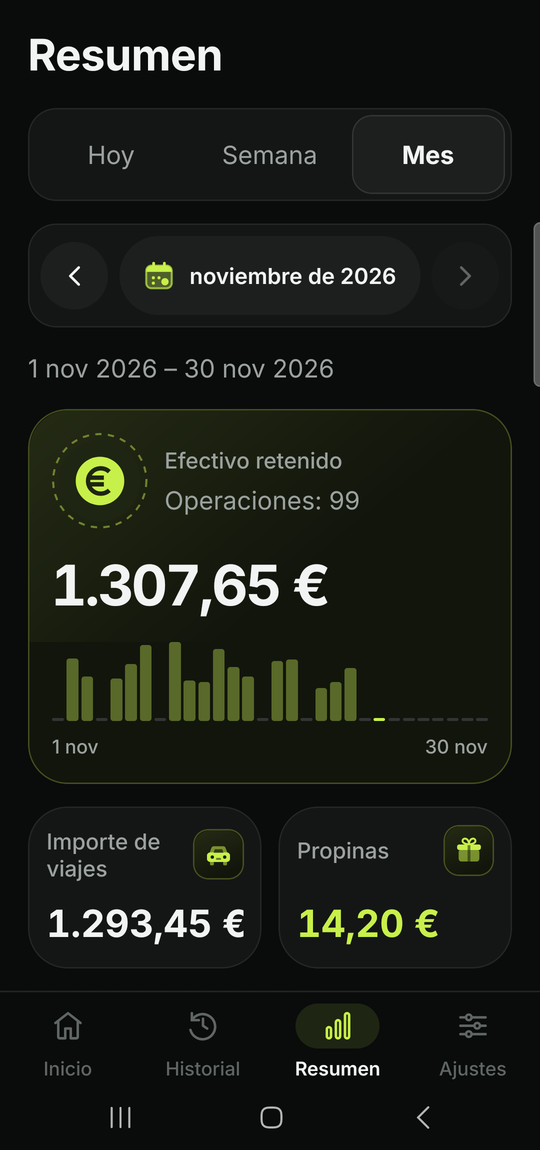 Resumen
Hoy
Semana
Mes
noviembre de 2026
1 nov 2026 – 30 nov 2026
Efectivo retenido
Operaciones: 99
1.307,65 €
1 nov
30 nov
Importe de
viajes
1.293,45 €
Propinas
14,20 €
Inicio
Historial
Resumen
Ajustes